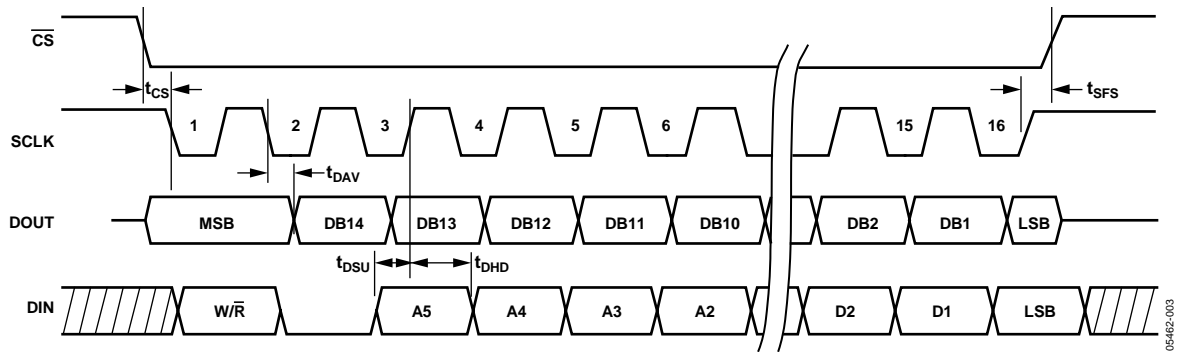 CS
tCS
tSFS
SCLK
1 2 3 4 5 6 15 16
tDAV
DOUT
MSB DB14 DB13 DB12 DB11 DB10 DB2 DB1 LSB
tDSU tDHD
DIN
W/R A5 A4 A3 A2 D2 D1 LSB
05462-003